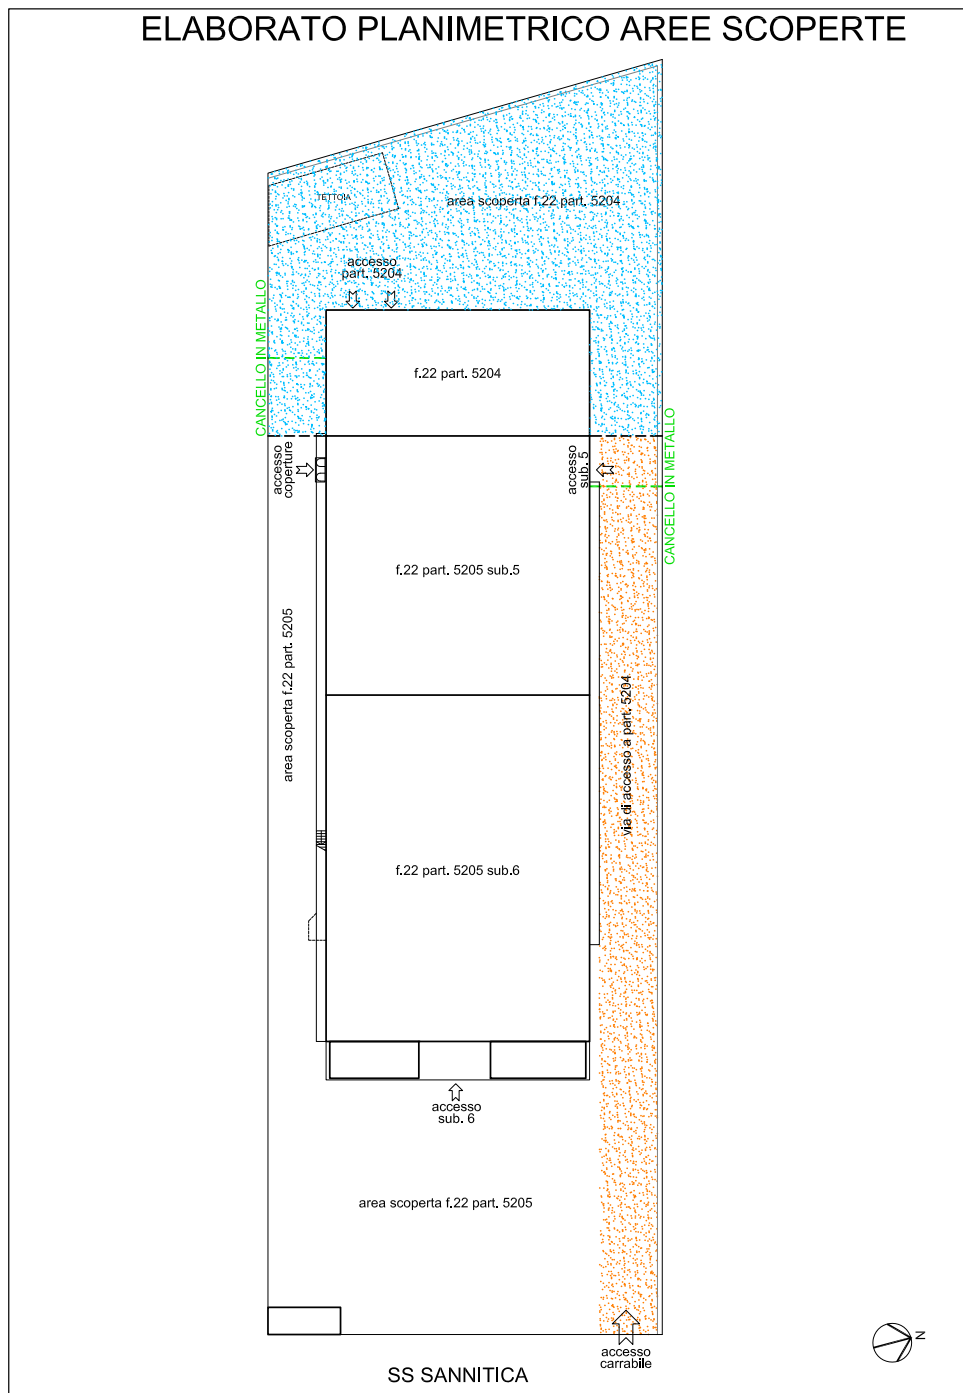 ELABORATO PLANIMETRICO AREE SCOPERTE
TETTOIA
area scoperta f.22 part. 5204
accesso
part. 5204
CANCELLO IN METALLO
f.22 part. 5204
CANCELLO IN METALLO
accesso
coperture
accesso
sub. 5
f.22 part. 5205 sub.5
area scoperta f.22 part. 5205
via di accesso a part. 5204
f.22 part. 5205 sub.6
accesso
sub. 6
area scoperta f.22 part. 5205
accesso
carrabile
N
SS SANNITICA